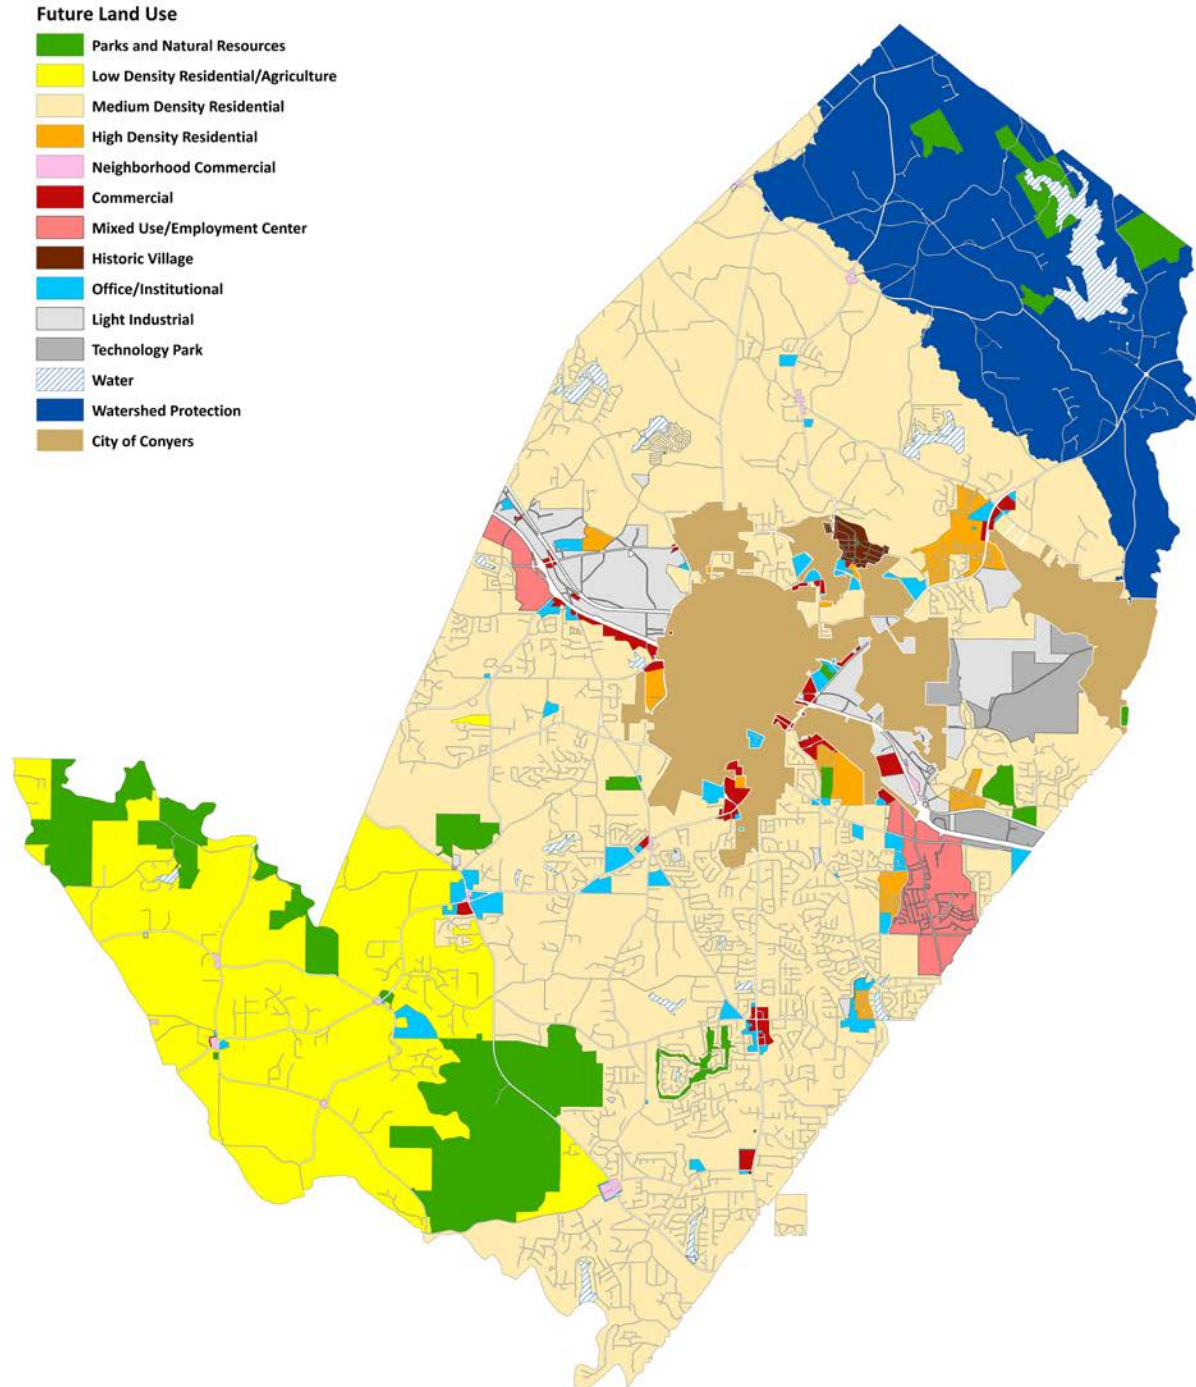 Future Land Use
Parks and Natural Resources
Low Density Residential/Agriculture
Medium Density Residential
High Density Residential
Neighborhood Commercial
Commercial
Mixed Use/Employment Center
Historic Village
Office/Institutional
Light Industrial
Technology Park
Water
Watershed Protection
City of Conyers